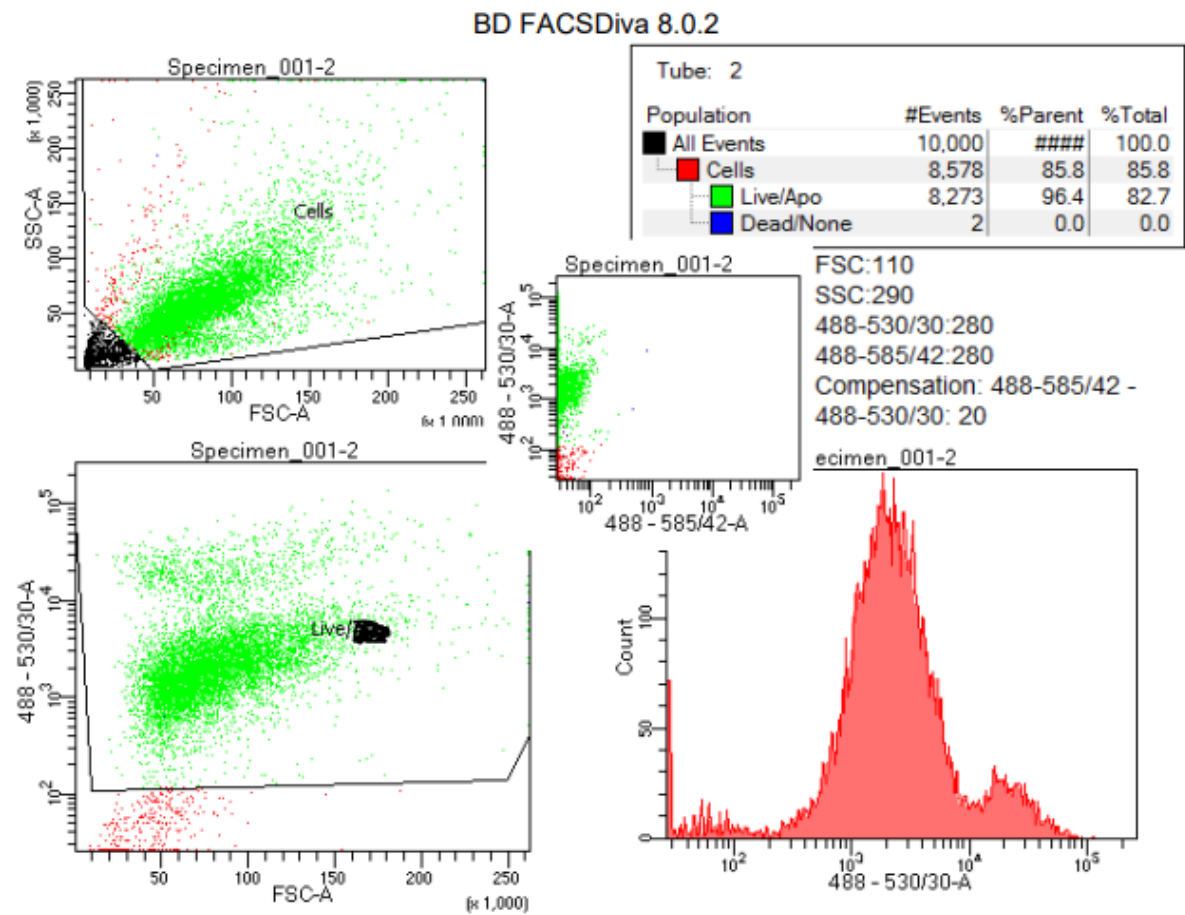 BD FACSDiva 8.0.2
Specimen_001-2
(x 1,000)
250
200
150
100
50
SSC-A
Cells
50 100 150 200 250
FSC-A
(x 1,000)
Tube: 2
Population #Events %Parent %Total
All Events 10,000 #### 100.0
Cells 8,578 85.8 85.8
Live/Apo 8,273 96.4 82.7
Dead/None 2 0.0 0.0
Specimen_001-2
10^5
10^4
10^3
10^2
488 - 530/30-A
10^2 10^3 10^4 10^5
488 - 585/42-A
FSC:110
SSC:290
488-530/30:280
488-585/42:280
Compensation: 488-585/42 -
488-530/30: 20
Specimen_001-2
10^5
10^4
10^3
10^2
488 - 530/30-A
Live/
50 100 150 200 250
FSC-A
(x 1,000)
ecimen_001-2
100
50
0
Count
10^2 10^3 10^4 10^5
488 - 530/30-A